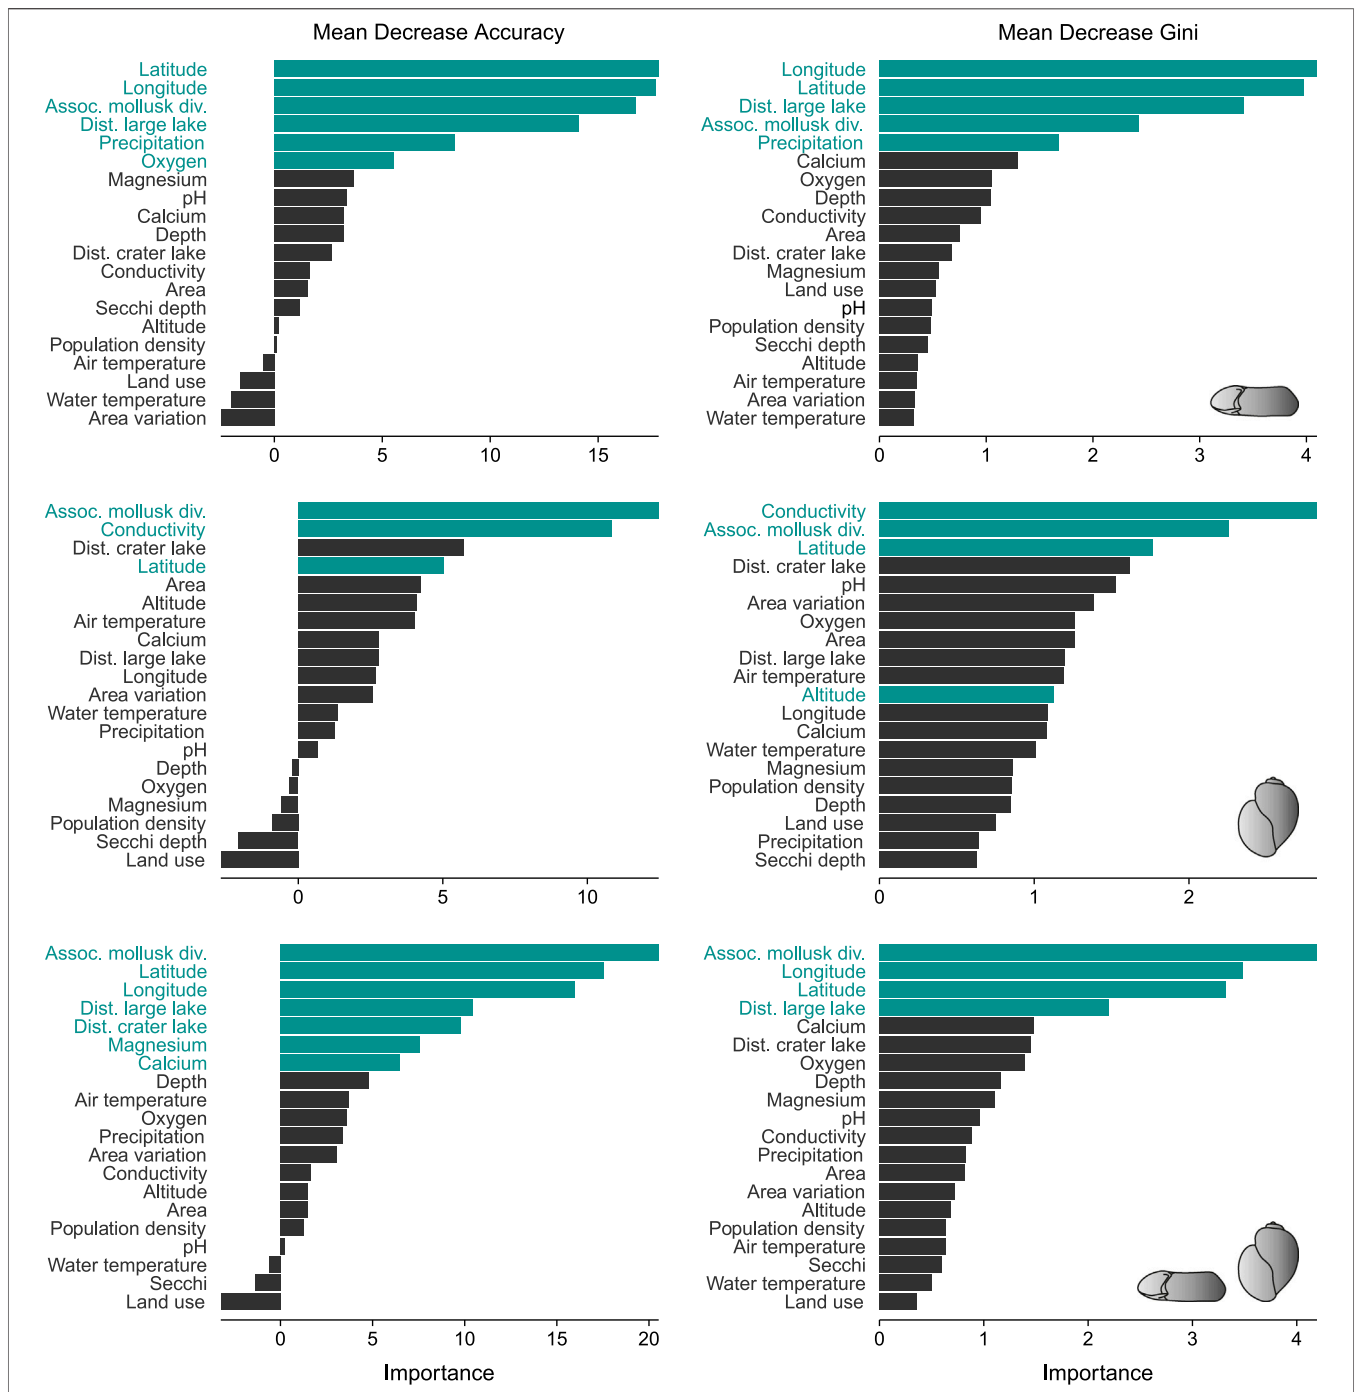 Mean Decrease Accuracy
Latitude
Longitude
Assoc. mollusk div.
Dist. large lake
Precipitation
Oxygen
Magnesium
pH
Calcium
Depth
Dist. crater lake
Conductivity
Area
Secchi depth
Altitude
Population density
Air temperature
Land use
Water temperature
Area variation
0 5 10 15
Mean Decrease Gini
Longitude
Latitude
Dist. large lake
Assoc. mollusk div.
Precipitation
Calcium
Oxygen
Depth
Conductivity
Area
Dist. crater lake
Magnesium
Land use
pH
Population density
Secchi depth
Altitude
Air temperature
Area variation
Water temperature
0 1 2 3 4
Assoc. mollusk div.
Conductivity
Dist. crater lake
Latitude
Area
Altitude
Air temperature
Calcium
Dist. large lake
Longitude
Area variation
Water temperature
Precipitation
pH
Depth
Oxygen
Magnesium
Population density
Secchi depth
Land use
0 5 10
Conductivity
Assoc. mollusk div.
Latitude
Dist. crater lake
pH
Area variation
Oxygen
Area
Dist. large lake
Air temperature
Altitude
Longitude
Calcium
Water temperature
Magnesium
Population density
Depth
Land use
Precipitation
Secchi depth
0 1 2
Assoc. mollusk div.
Latitude
Longitude
Dist. large lake
Dist. crater lake
Magnesium
Calcium
Depth
Air temperature
Oxygen
Precipitation
Area variation
Conductivity
Altitude
Area
Population density
pH
Water temperature
Secchi
Land use
0 5 10 15 20
Importance
Assoc. mollusk div.
Longitude
Latitude
Dist. large lake
Calcium
Dist. crater lake
Oxygen
Depth
Magnesium
pH
Conductivity
Precipitation
Area
Area variation
Altitude
Population density
Air temperature
Secchi
Water temperature
Land use
0 1 2 3 4
Importance